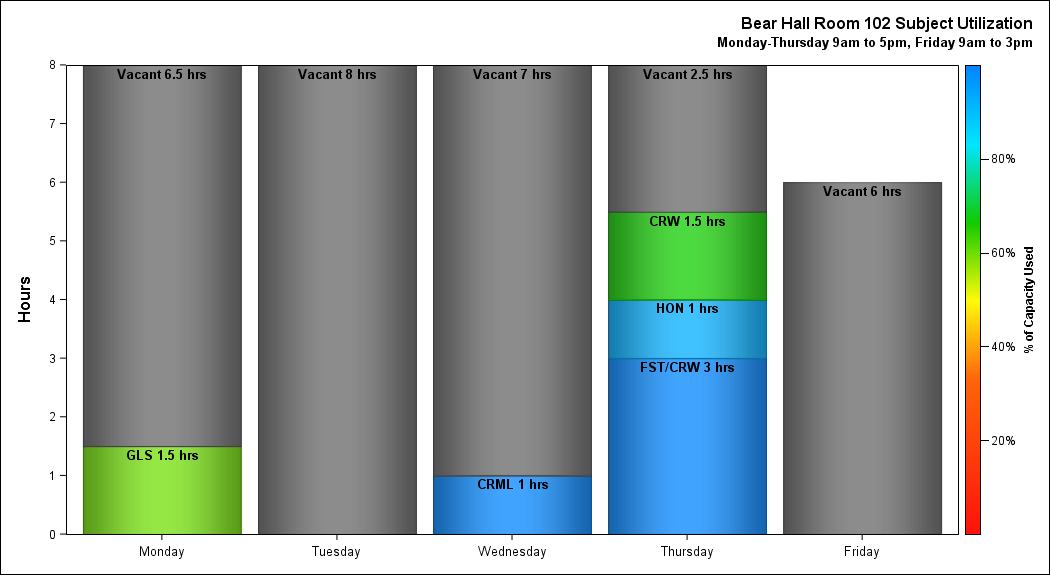 Bear Hall Room 102 Subject Utilization
Monday-Thursday 9am to 5pm, Friday 9am to 3pm
8
7
6
5
4
3
2
1
0
Hours
Vacant 6.5 hrs
GLS 1.5 hrs
Vacant 8 hrs
Vacant 7 hrs
CRML 1 hrs
Vacant 2.5 hrs
CRW 1.5 hrs
HON 1 hrs
FST/CRW 3 hrs
Vacant 6 hrs
Monday
Tuesday
Wednesday
Thursday
Friday
80%
60%
40%
20%
% of Capacity Used